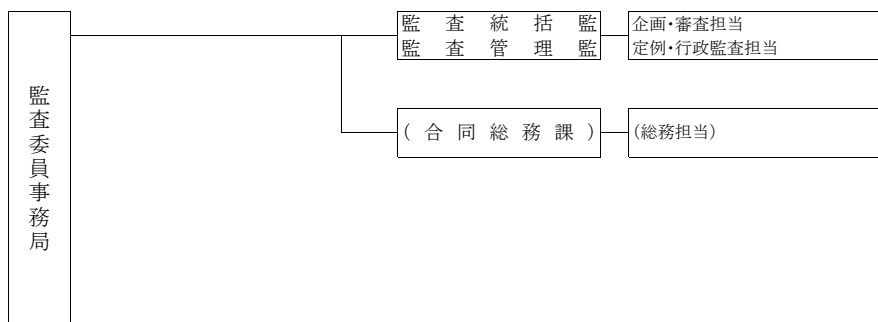 監査委員事務局
監査統括監
監査管理監
企画・審査担当
定例・行政監査担当
(合同総務課)
(総務担当)